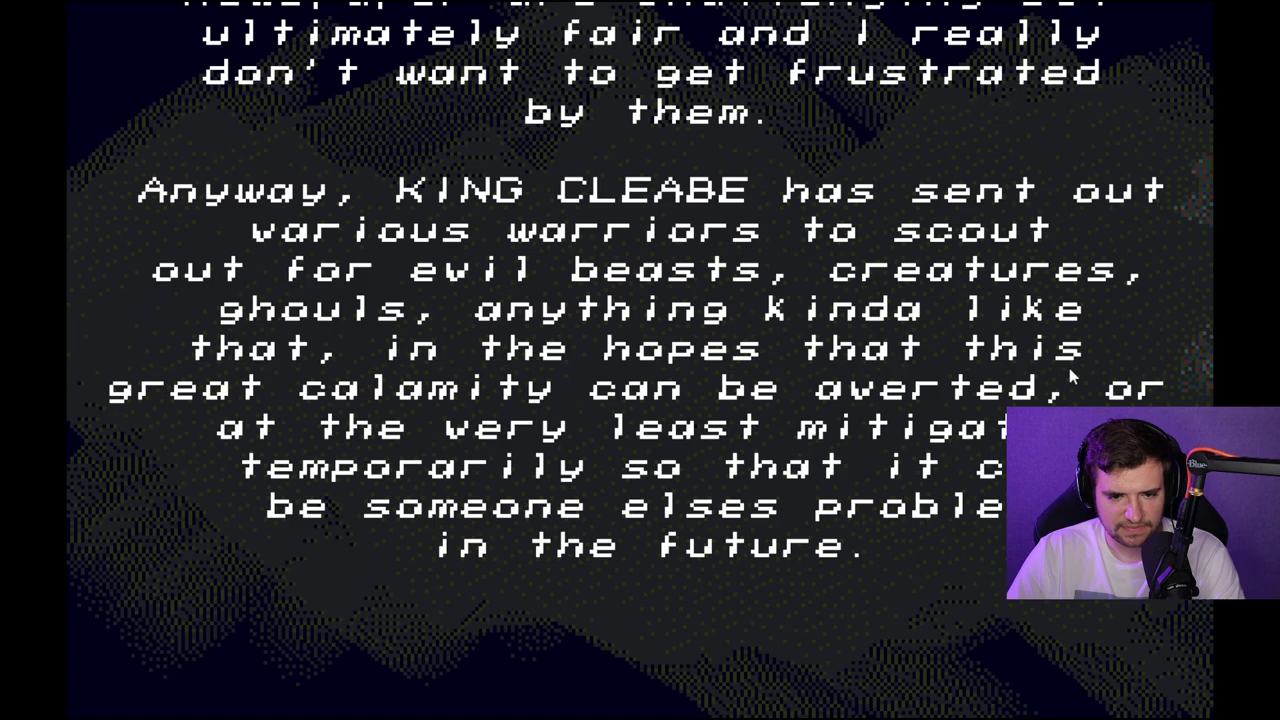 ultimately fair and I really
don't want to get frustrated
by them.
Anyway, KING CLEABE has sent out
various warriors to scout
out for evil beasts, creatures,
ghouls, anything kinda like
that, in the hopes that this
great calamity can be averted, or
at the very least
temporarily so that it
be someone elses
in the future.
Blue